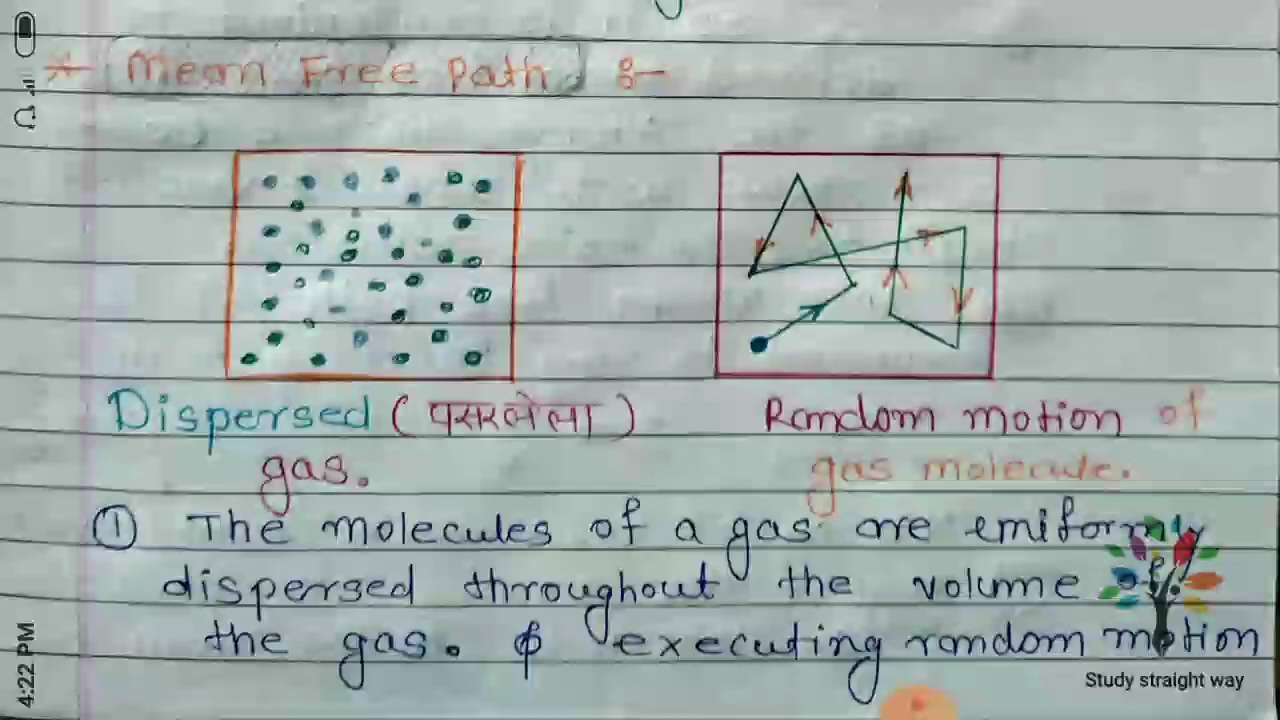 * Mean Free Path :-
Dispersed (पसरलेला) gas.
Random motion of gas molecule.
① The molecules of a gas are emiformly
dispersed throughout the volume of
the gas. & executing random motion
Study straight way
4:22 PM